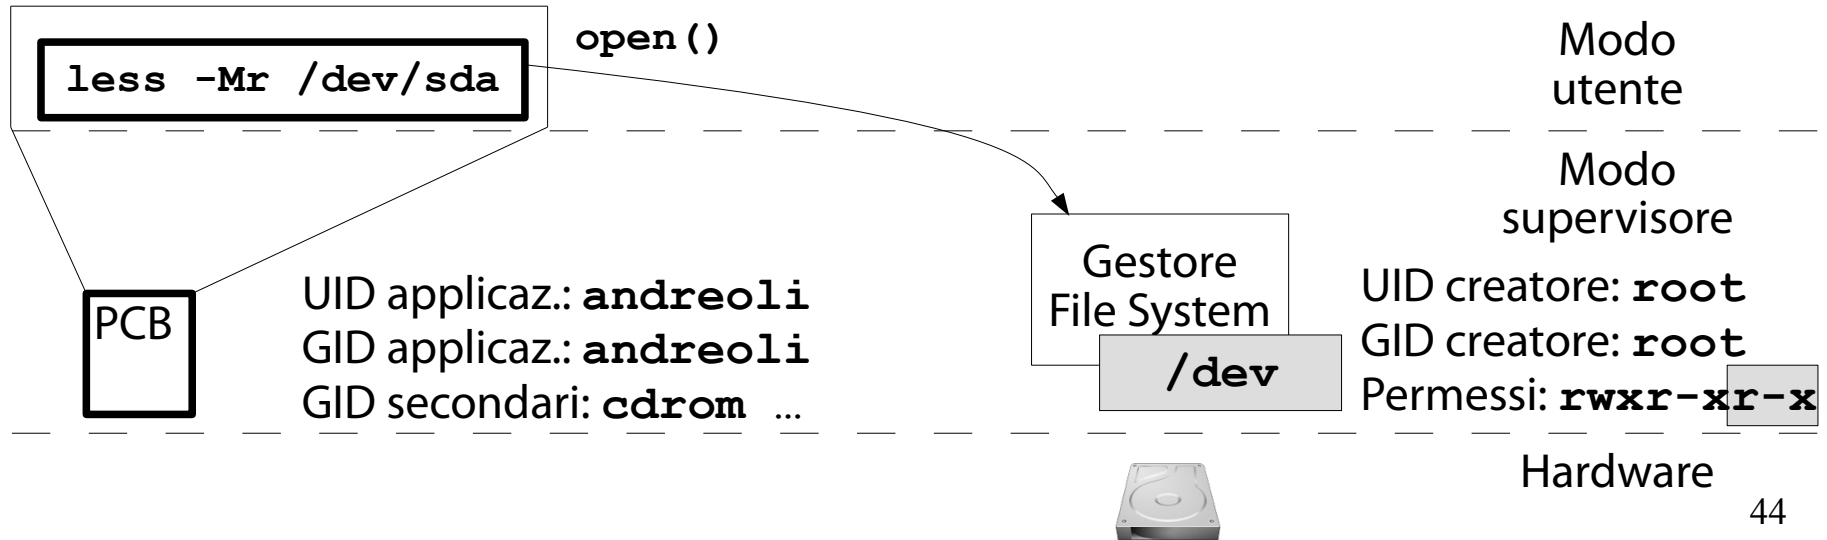 open()
less -Mr /dev/sda
Modo
utente
Modo
supervisore
PCB
UID applicaz.: andreoli
GID applicaz.: andreoli
GID secondari: cdrom ...
Gestore
File System
/dev
UID creatore: root
GID creatore: root
Permessi: rwxr-xr-x
Hardware
44